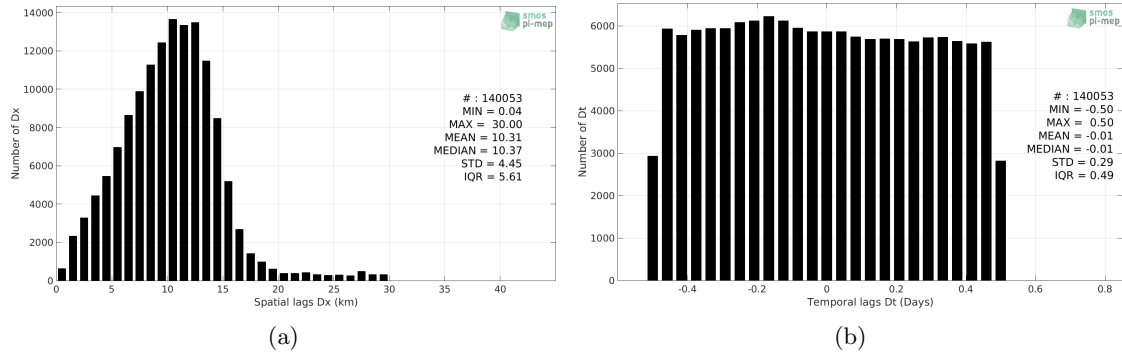 14000
12000
10000
8000
6000
4000
2000
0
Number of Dx
0 5 10 15 20 25 30 35 40
Spatial lags Dx (km)
smos
pi-mep
# : 140053
MIN = 0.04
MAX = 30.00
MEAN = 10.31
MEDIAN = 10.37
STD = 4.45
IQR = 5.61
(a)
6000
5000
4000
3000
2000
1000
0
Number of Dt
-0.4 -0.2 0 0.2 0.4 0.6 0.8
Temporal lags Dt (Days)
smos
pi-mep
# : 140053
MIN = -0.50
MAX = 0.50
MEAN = -0.01
MEDIAN = -0.01
STD = 0.29
IQR = 0.49
(b)